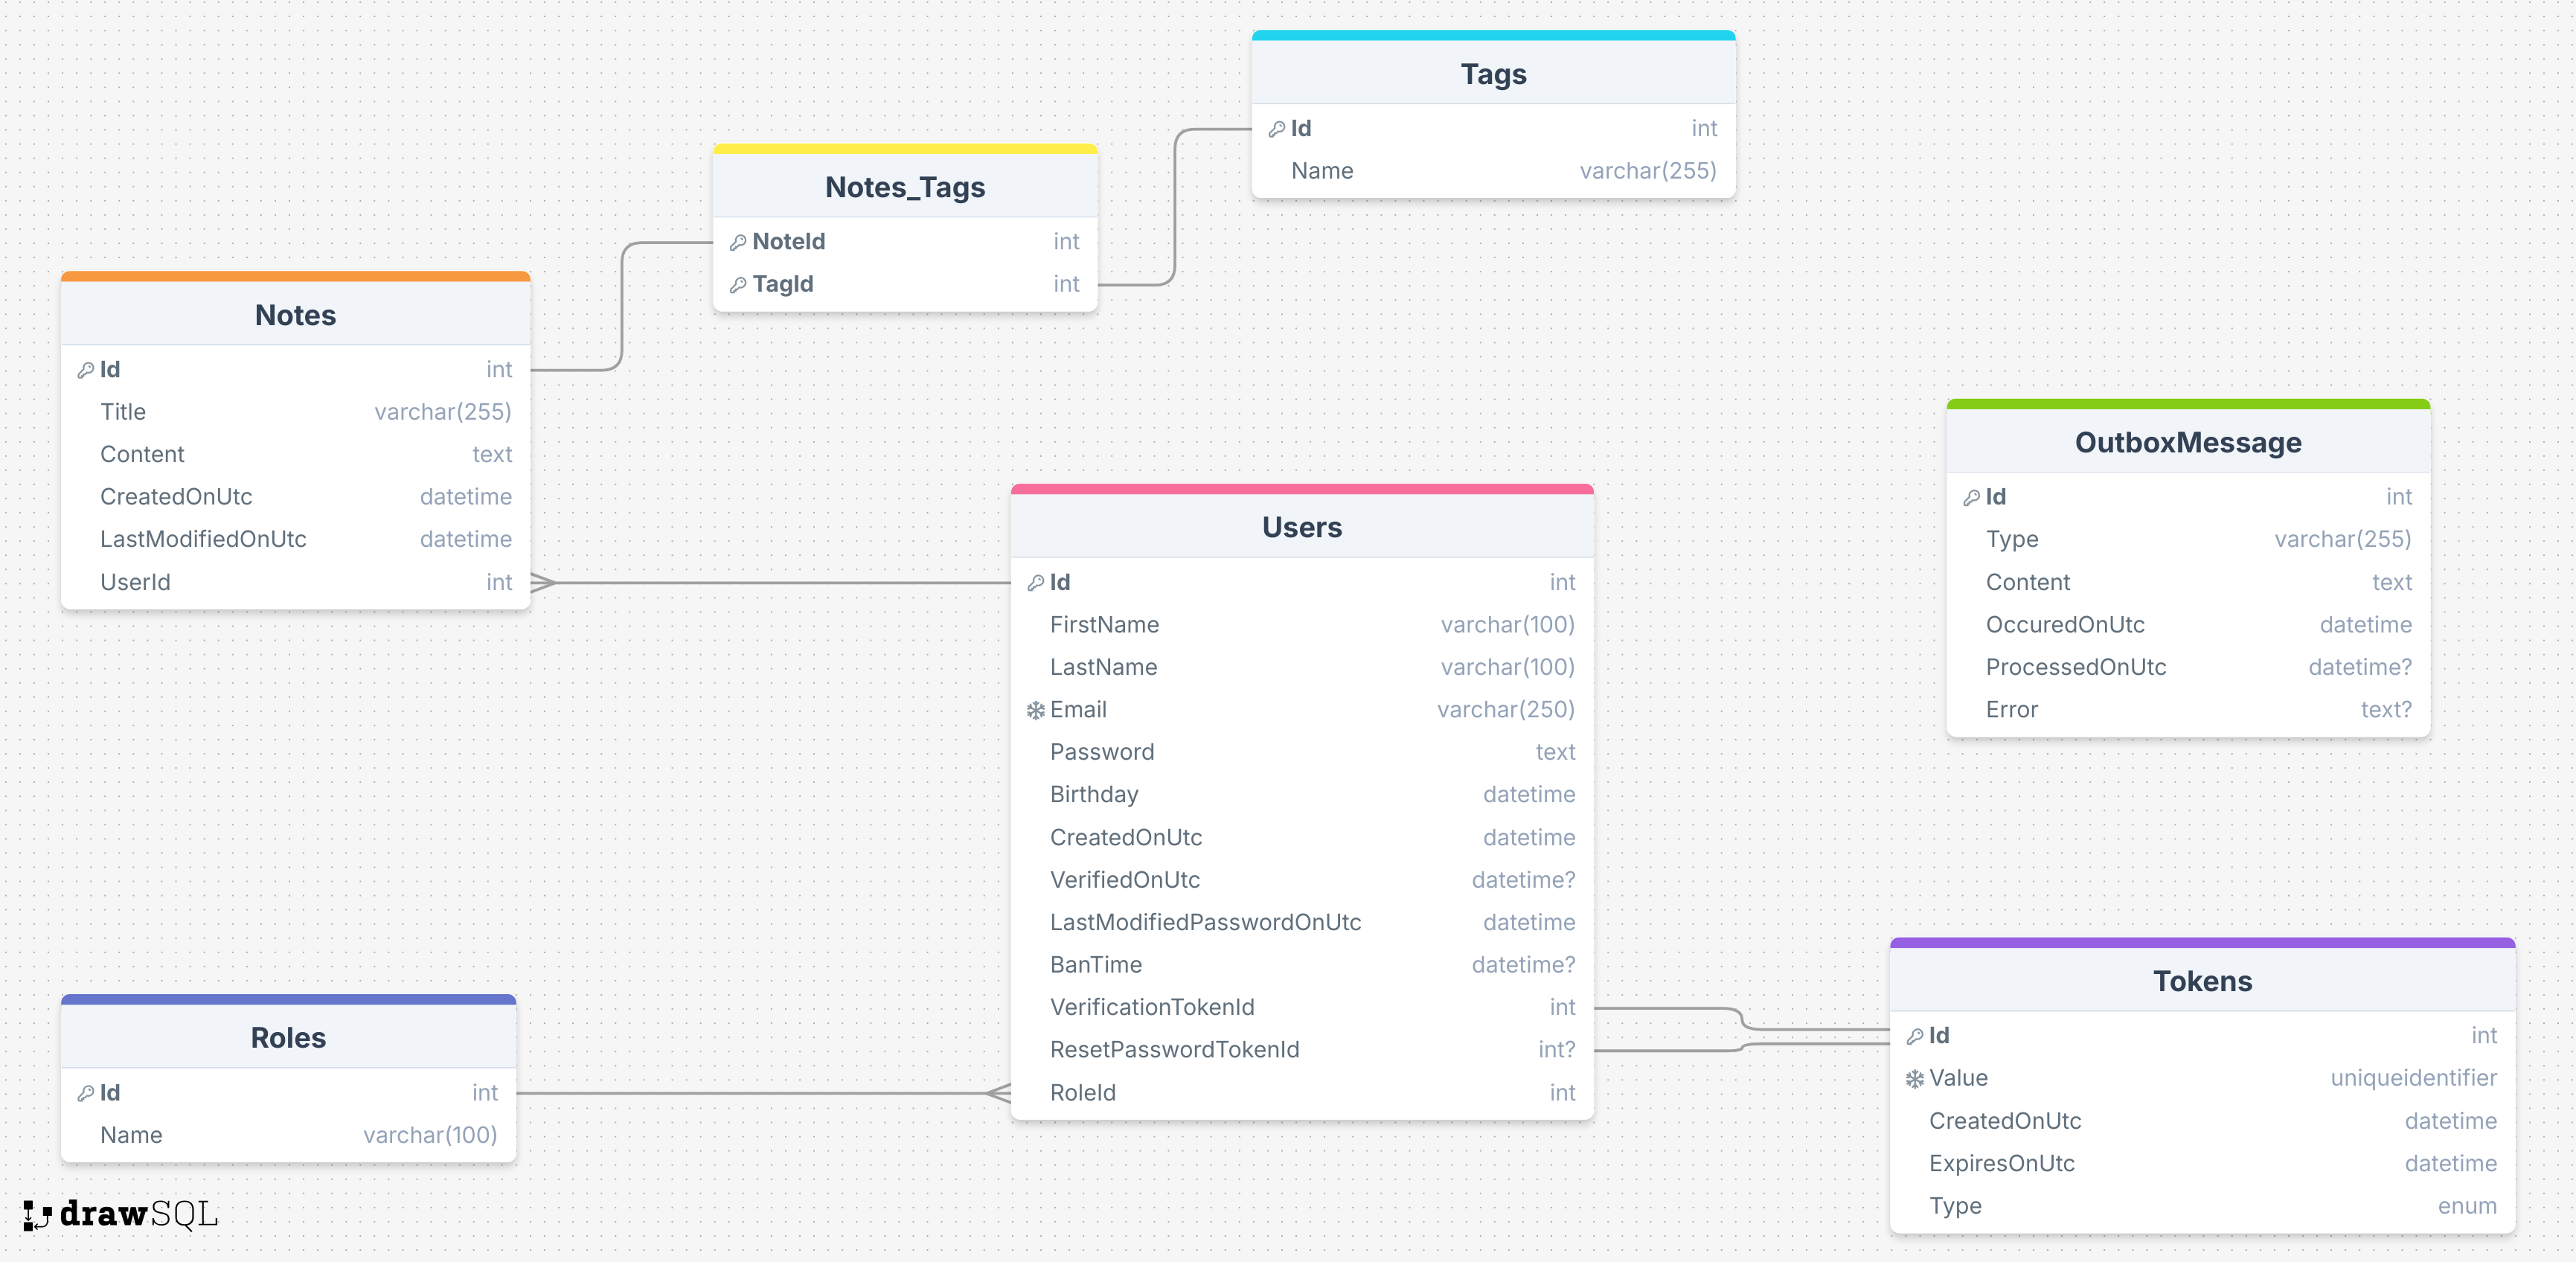 Tags
Id int
Name varchar(255)
Notes_Tags
NoteId int
TagId int
Notes
Id int
Title varchar(255)
Content text
CreatedOnUtc datetime
LastModifiedOnUtc datetime
UserId int
OutboxMessage
Id int
Type varchar(255)
Content text
OccuredOnUtc datetime
ProcessedOnUtc datetime?
Error text?
Users
Id int
FirstName varchar(100)
LastName varchar(100)
Email varchar(250)
Password text
Birthday datetime
CreatedOnUtc datetime
VerifiedOnUtc datetime?
LastModifiedPasswordOnUtc datetime
BanTime datetime?
VerificationTokenId int
ResetPasswordTokenId int?
RoleId int
Tokens
Id int
Value uniqueidentifier
CreatedOnUtc datetime
ExpiresOnUtc datetime
Type enum
Roles
Id int
Name varchar(100)
drawSQL